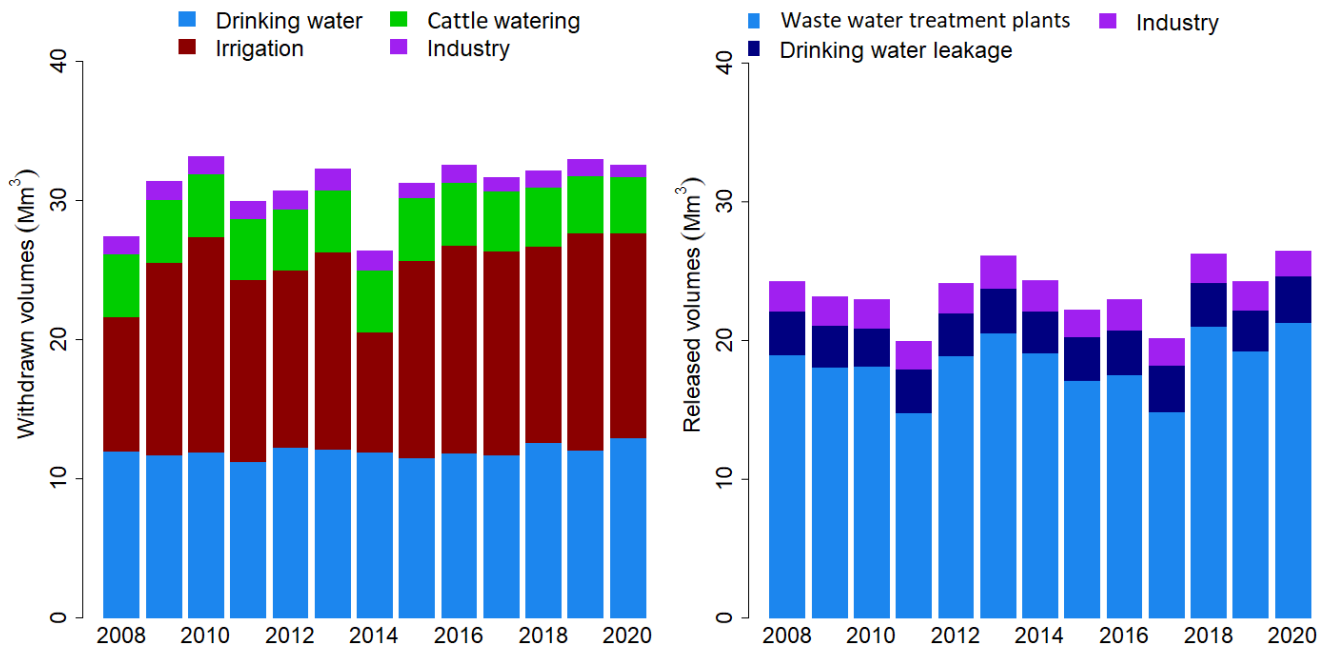 Drinking water
Cattle watering
Irrigation
Industry
Withdrawn volumes (Mm³)
40
30
20
10
0
2008 2010 2012 2014 2016 2018 2020
Waste water treatment plants
Industry
Drinking water leakage
Released volumes (Mm³)
40
30
20
10
0
2008 2010 2012 2014 2016 2018 2020